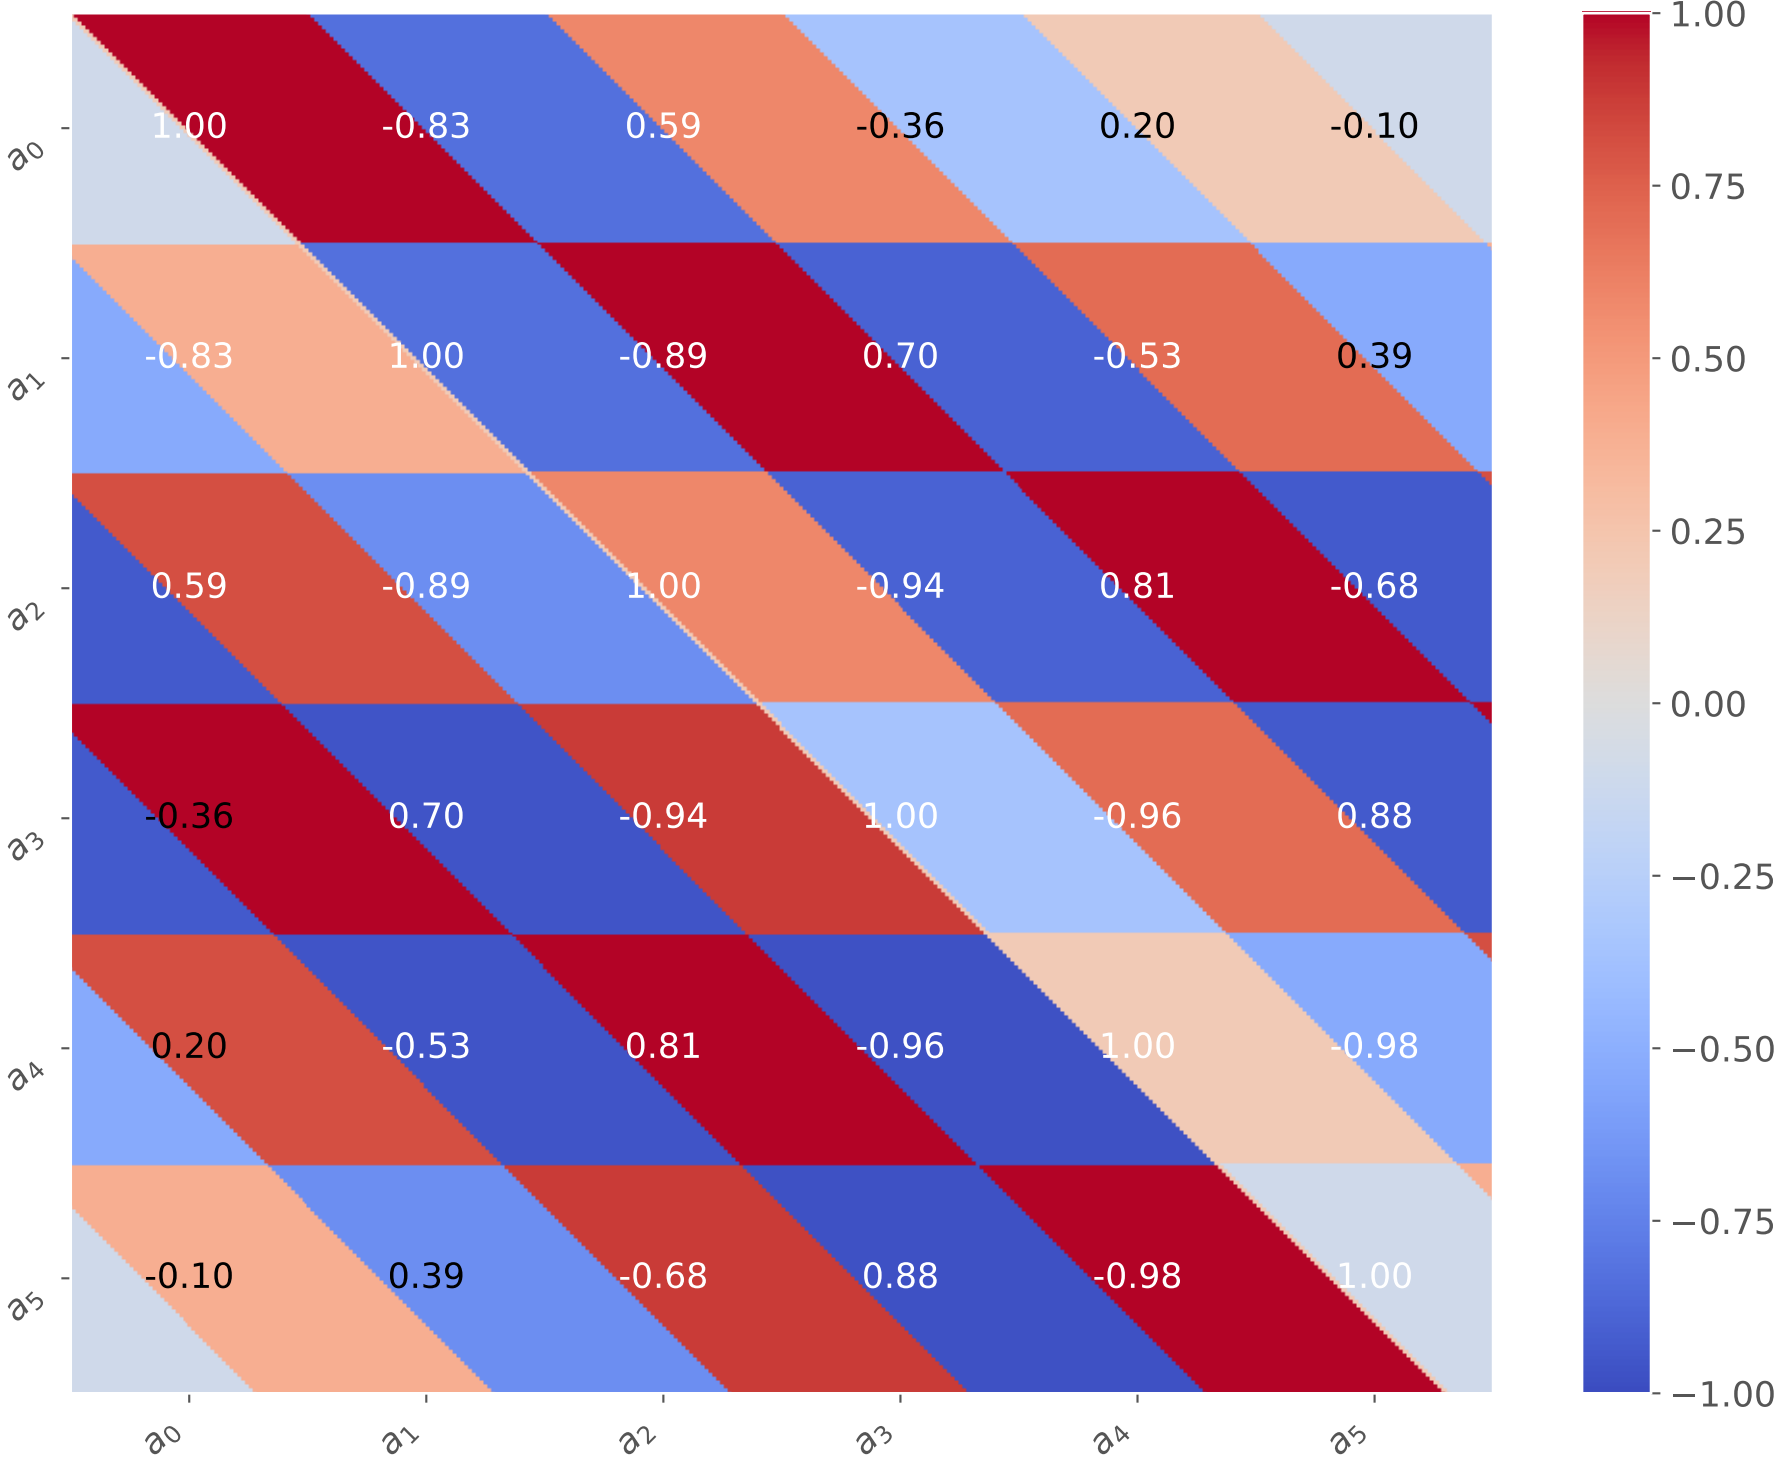 1.00
a0 1.00 -0.83 0.59 -0.36 0.20 -0.10
0.75
a1 -0.83 1.00 -0.89 0.70 -0.53 0.39
0.50
0.25
a2 0.59 -0.89 1.00 -0.94 0.81 -0.68
0.00
a3 -0.36 0.70 -0.94 1.00 -0.96 0.88
−0.25
a4 0.20 -0.53 0.81 -0.96 1.00 -0.98
−0.50
−0.75
a5 -0.10 0.39 -0.68 0.88 -0.98 1.00
−1.00
a0 a1 a2 a3 a4 a5